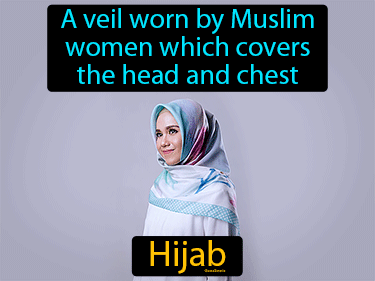 A veil worn by Muslim
women which covers
the head and chest
Hijab